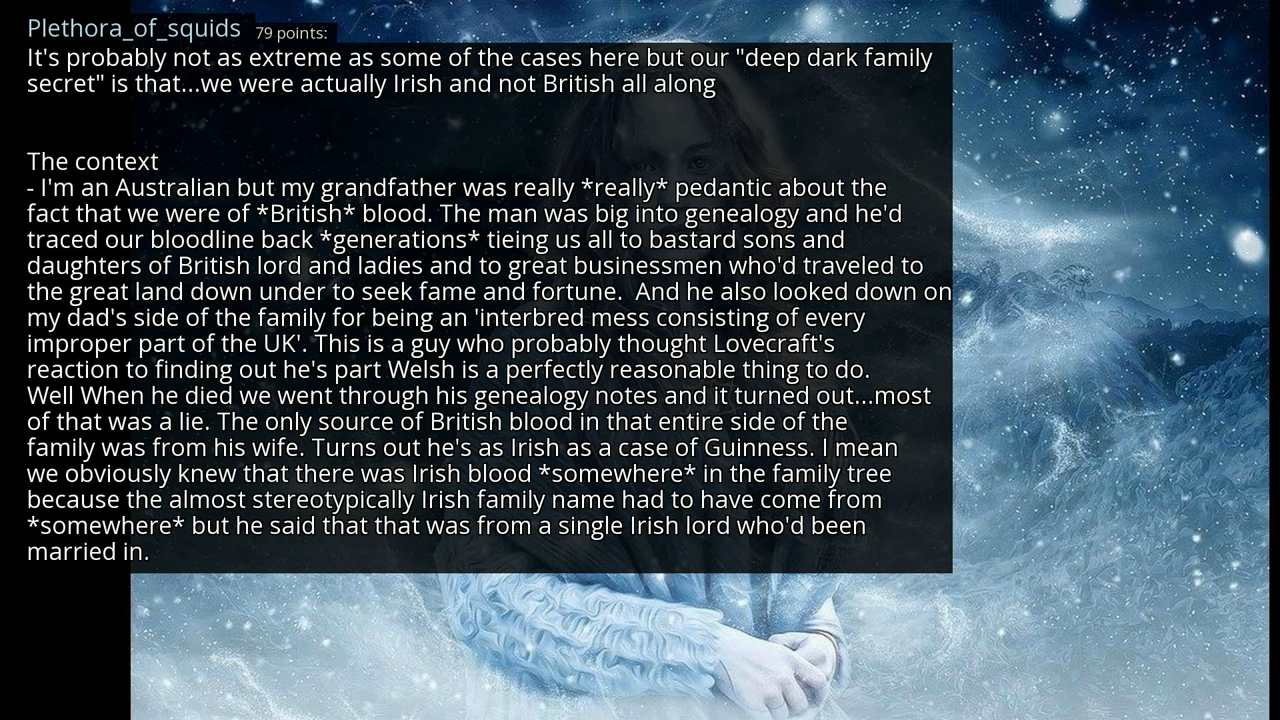 Plethora_of_squids 79 points:
It's probably not as extreme as some of the cases here but our "deep dark family
secret" is that...we were actually Irish and not British all along
The context
- I'm an Australian but my grandfather was really *really* pedantic about the
fact that we were of *British* blood. The man was big into genealogy and he'd
traced our bloodline back *generations* tieing us all to bastard sons and
daughters of British lord and ladies and to great businessmen who'd traveled to
the great land down under to seek fame and fortune.  And he also looked down on
my dad's side of the family for being an 'interbred mess consisting of every
improper part of the UK'. This is a guy who probably thought Lovecraft's
reaction to finding out he's part Welsh is a perfectly reasonable thing to do.
Well When he died we went through his genealogy notes and it turned out...most
of that was a lie. The only source of British blood in that entire side of the
family was from his wife. Turns out he's as Irish as a case of Guinness. I mean
we obviously knew that there was Irish blood *somewhere* in the family tree
because the almost stereotypically Irish family name had to have come from
*somewhere* but he said that that was from a single Irish lord who'd been
married in.